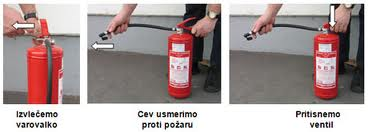 Izvlečemo
varovalko
Cev usmerimo
proti požaru
Pritisnemo
ventil